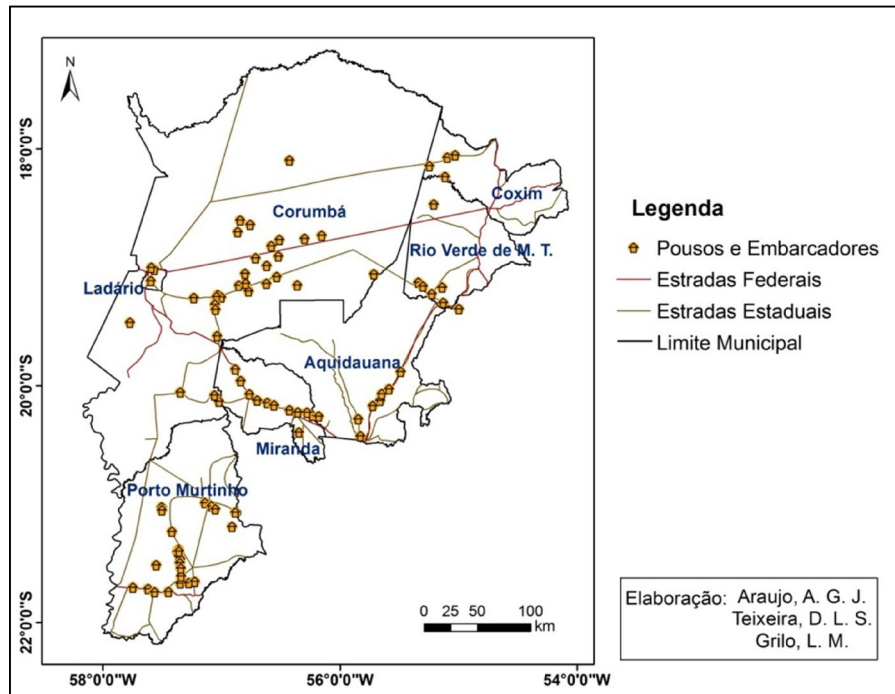 N
18°0'0"S
20°0'0"S
22°0'0"S
Corumbá
Coxim
Rio Verde de M. T.
Ladário
Aquidauana
Miranda
Porto Murtinho
0 25 50 100
km
58°0'0"W
56°0'0"W
54°0'0"W
Legenda
Pousos e Embarcadores
Estradas Federais
Estradas Estaduais
Limite Municipal
Elaboração: Araujo, A. G. J.
Teixeira, D. L. S.
Grilo, L. M.